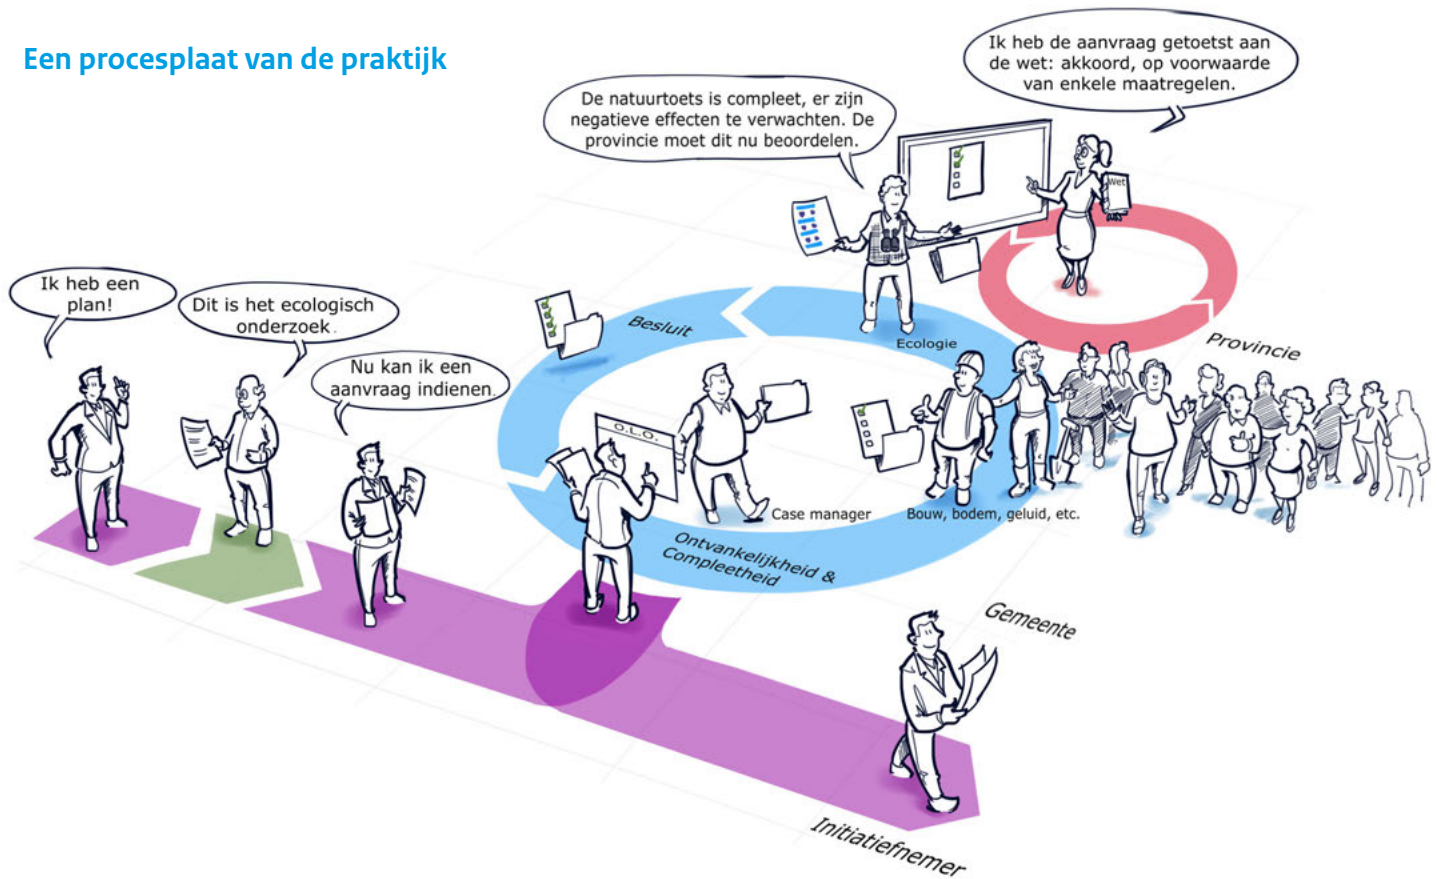 Een procesplaat van de praktijk
Ik heb de aanvraag getoetst aan
de wet: akkoord, op voorwaarde
van enkele maatregelen.
De natuurtoets is compleet, er zijn
negatieve effecten te verwachten. De
provincie moet dit nu beoordelen.
Wet
Ik heb een
plan!
Dit is het ecologisch
onderzoek.
Nu kan ik een
aanvraag indienen.
Besluit
Ecologie
Provincie
O.L.O.
Case manager
Bouw, bodem, geluid, etc.
Ontvankelijkheid &
Compleetheid
Gemeente
Initiatiefnemer